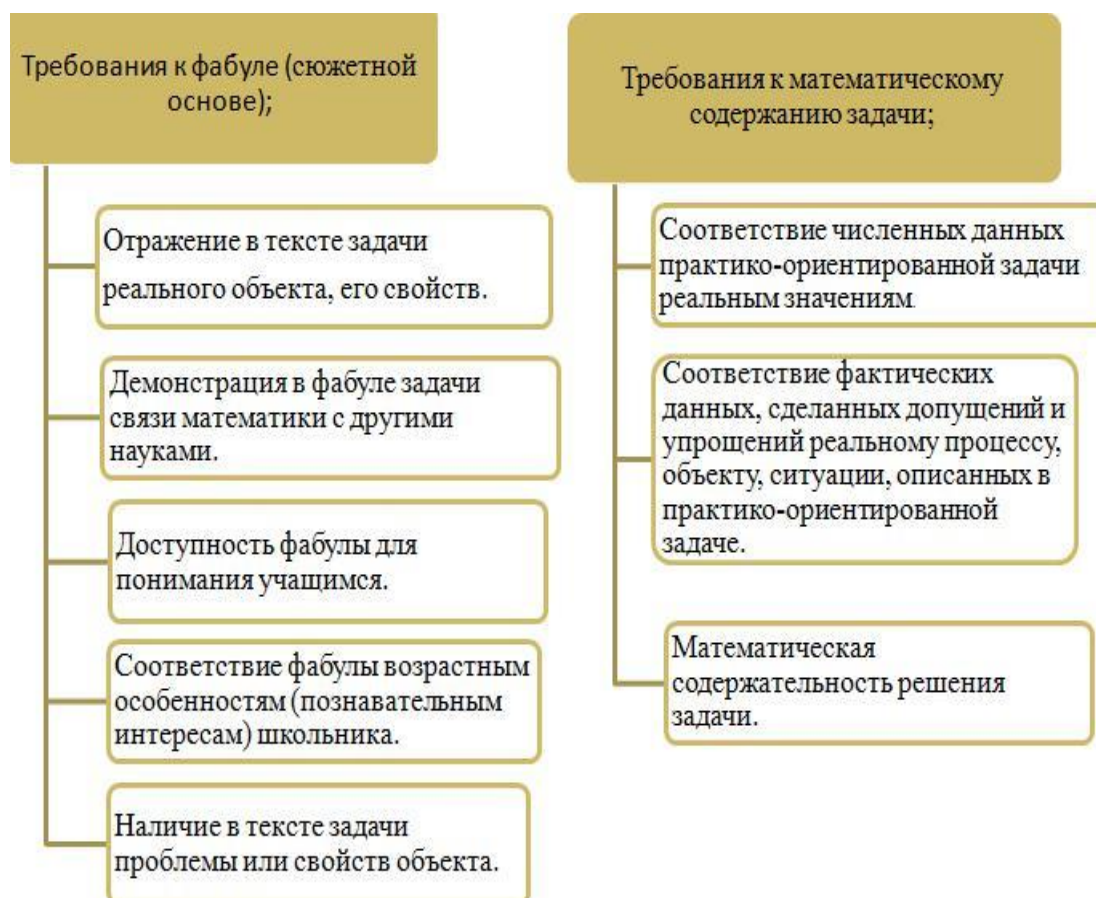 Требования к фабуле (сюжетной
основе);
Отражение в тексте задачи
реального объекта, его свойств.
Демонстрация в фабуле задачи
связи математики с другими
науками.
Доступность фабулы для
понимания учащимся.
Соответствие фабулы возрастным
особенностям (познавательным
интересам) школьника.
Наличие в тексте задачи
проблемы или свойств объекта.
Требования к математическому
содержанию задачи;
Соответствие численных данных
практико-ориентированной задачи
реальным значениям
Соответствие фактических
данных, сделанных допущений и
упрощений реальному процессу,
объекту, ситуации, описанных в
практико-ориентированной
задаче.
Математическая
содержательность решения
задачи.